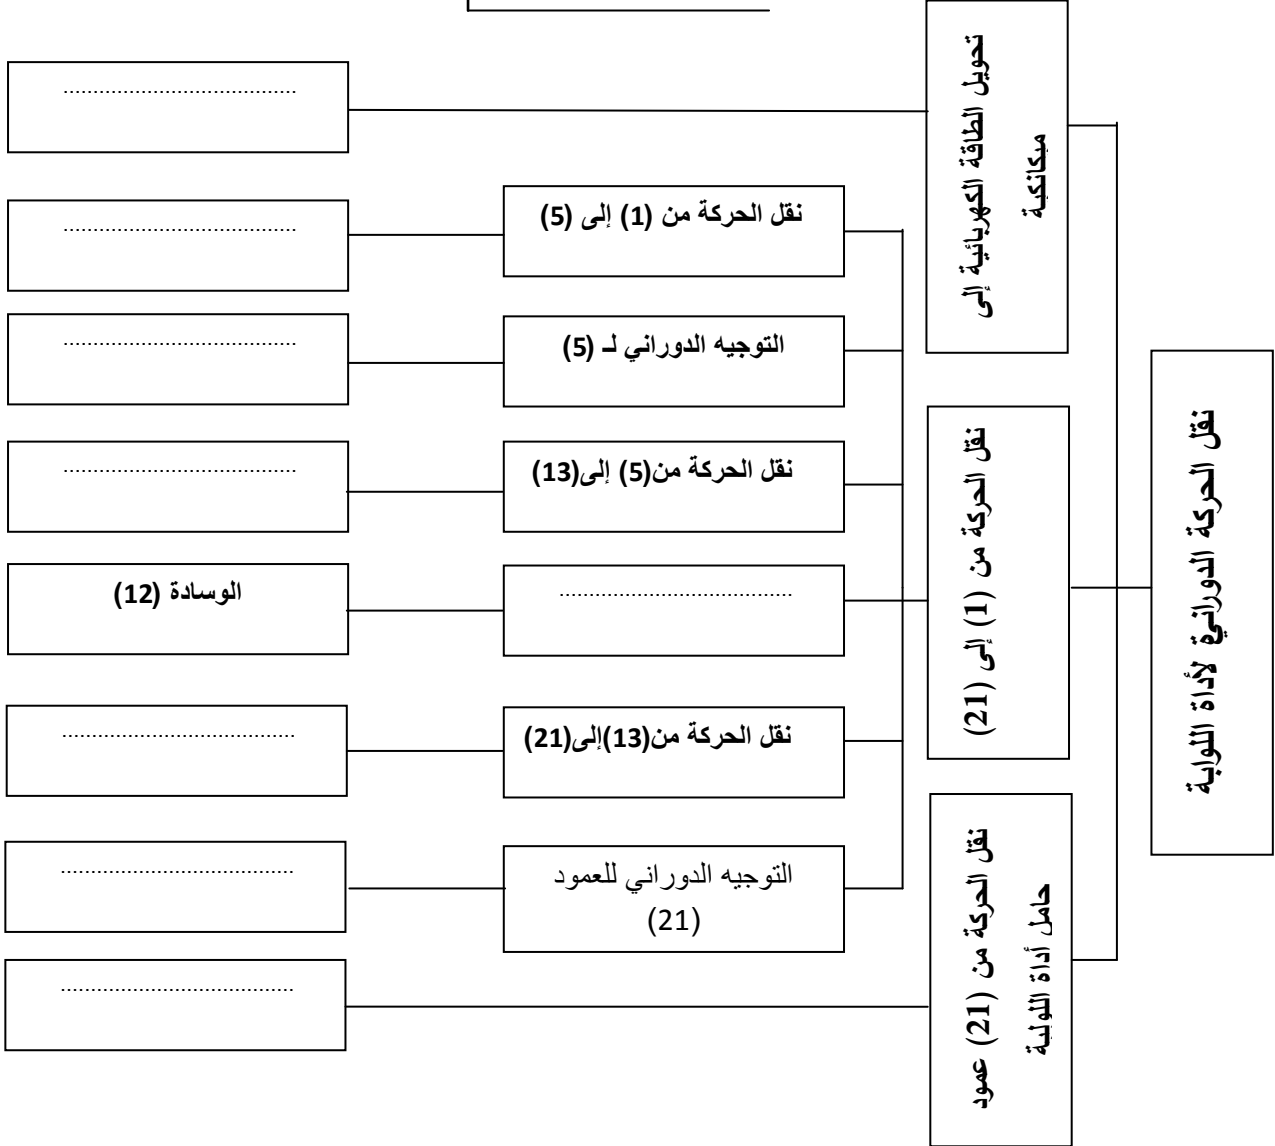 نقل الحركة الدورانية لأداة اللوابة
تحويل الطاقة الكهربائية إلى
ميكانكية
.......................................
نقل الحركة من (1) إلى (21)
نقل الحركة من (1) إلى (5)
.......................................
التوجيه الدوراني لـ (5)
.......................................
نقل الحركة من(5) إلى(13)
.......................................
.......................................
الوسادة (12)
نقل الحركة من(13)إلى(21)
.......................................
التوجيه الدوراني للعمود
(21)
.......................................
نقل الحركة من (21) عمود
حامل أداة اللولبة
.......................................